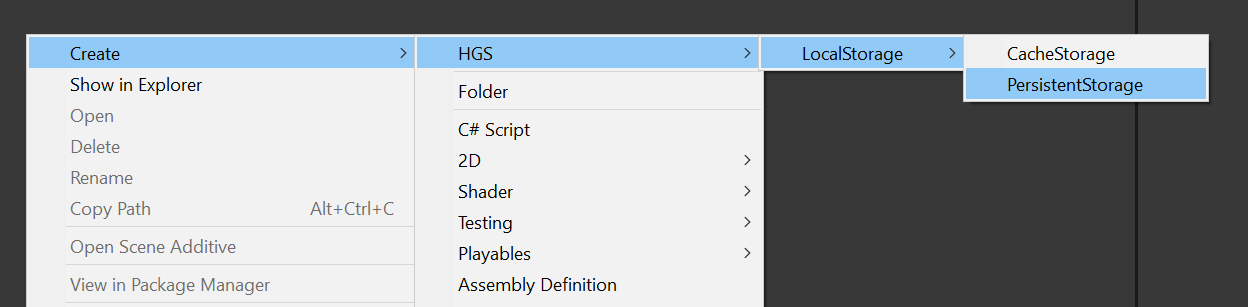 Create
HGS
LocalStorage
CacheStorage
Show in Explorer
PersistentStorage
Folder
Open
C# Script
Delete
2D
Rename
Shader
Copy Path Alt+Ctrl+C
Testing
Open Scene Additive
Playables
View in Package Manager
Assembly Definition